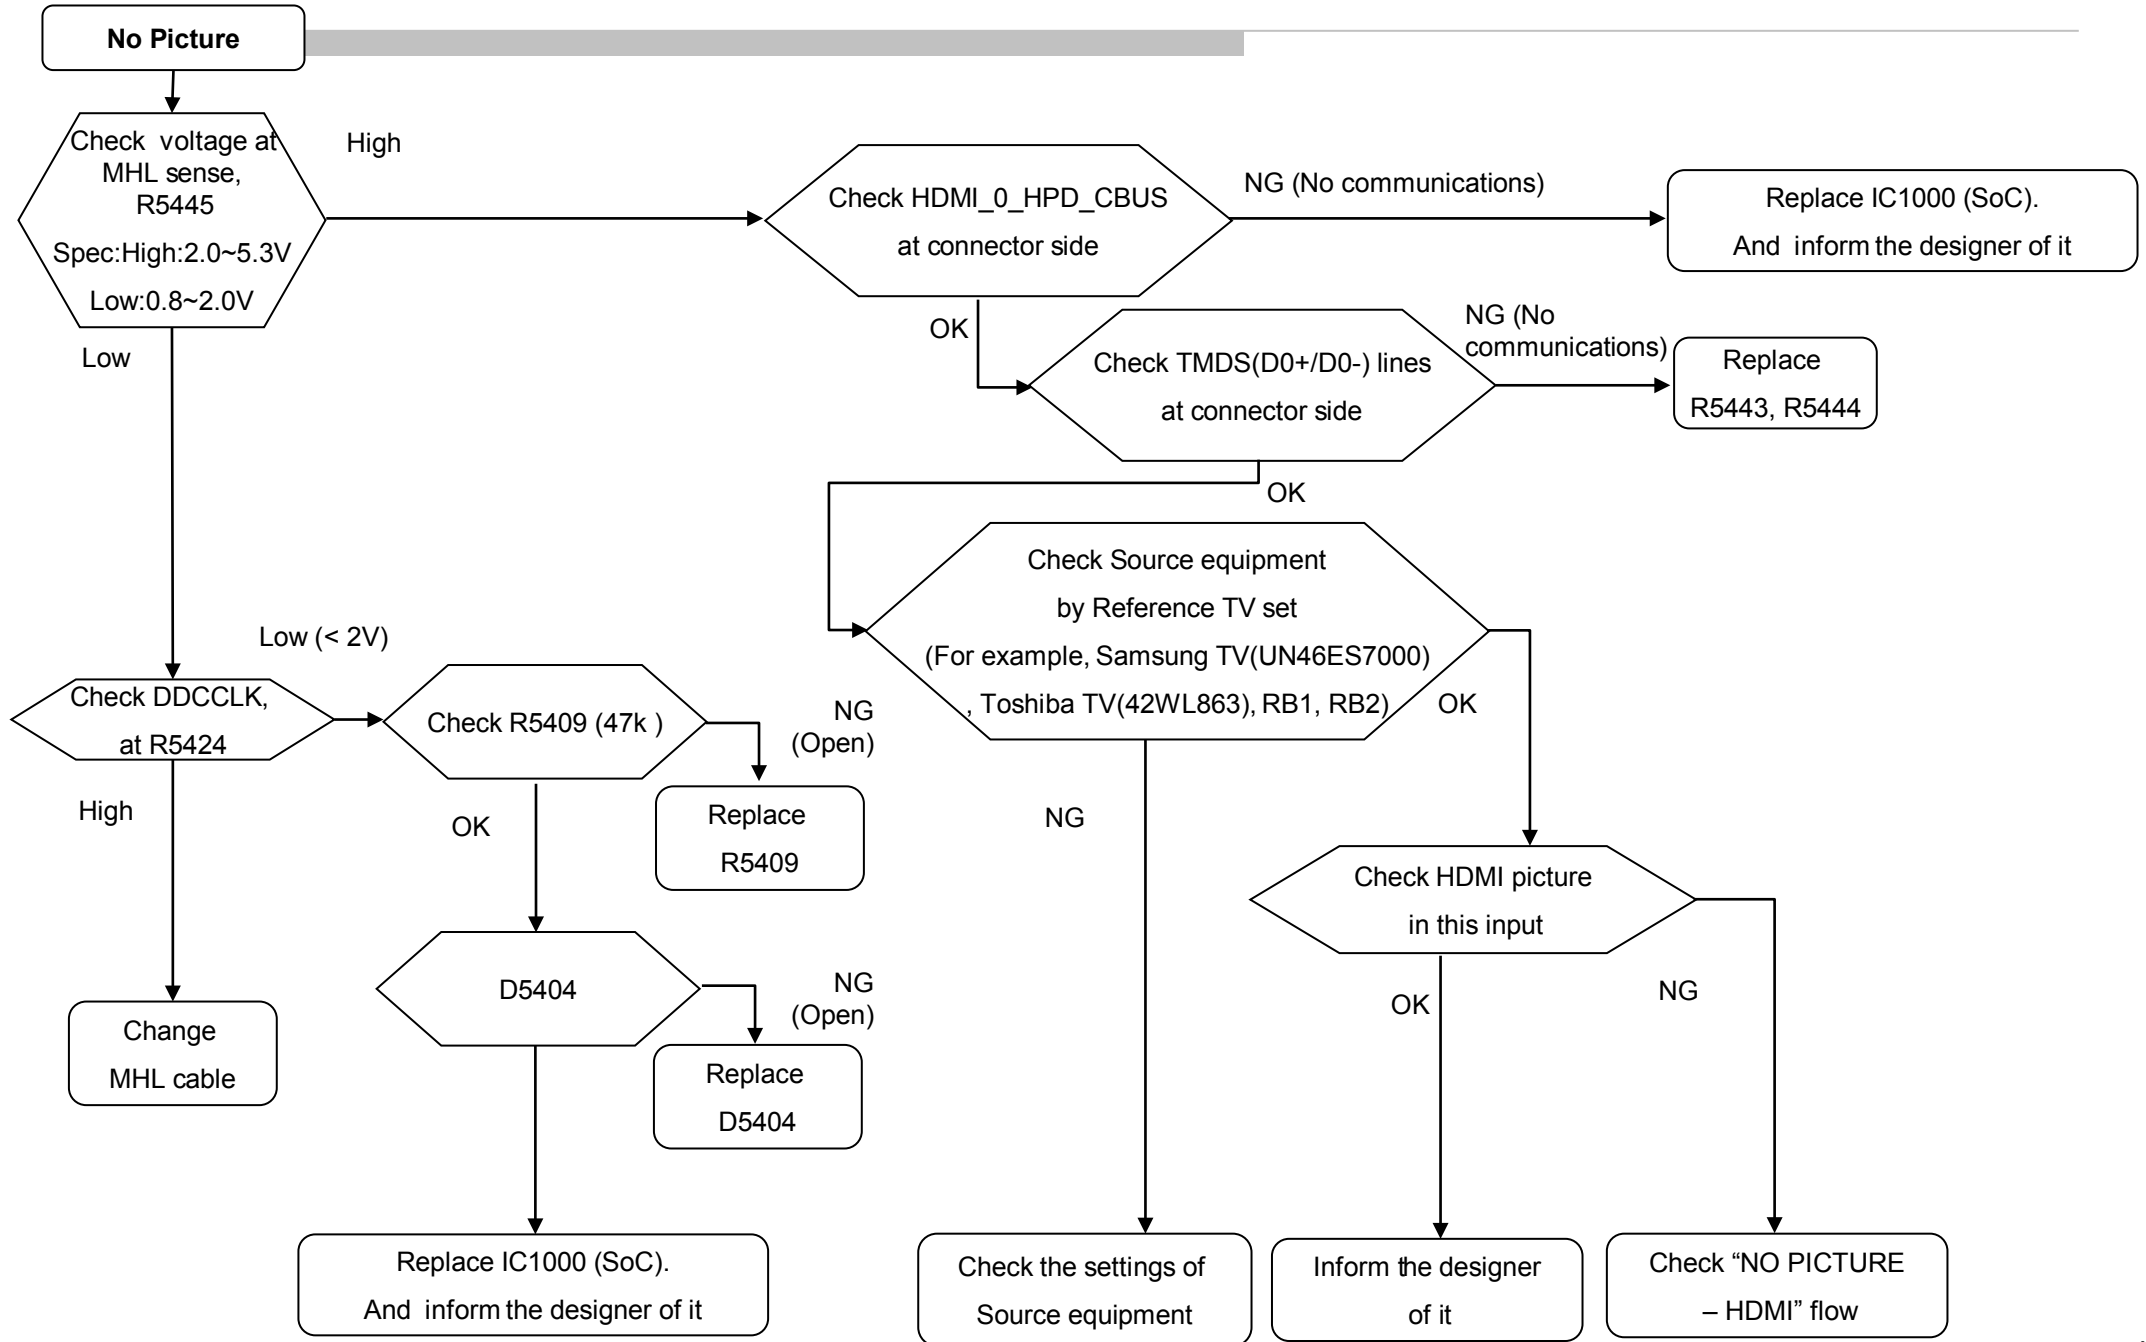 No Picture
Check voltage at
MHL sense,
R5445
Spec:High:2.0~5.3V
Low:0.8~2.0V
High
Check HDMI_0_HPD_CBUS
at connector side
NG (No communications)
Replace IC1000 (SoC).
And inform the designer of it
OK
Check TMDS(D0+/D0-) lines
at connector side
NG (No
communications)
Replace
R5443, R5444
OK
Low
Check Source equipment
by Reference TV set
(For example, Samsung TV(UN46ES7000)
, Toshiba TV(42WL863), RB1, RB2)
OK
NG
Low (< 2V)
Check DDCCLK,
at R5424
Check R5409 (47k )
NG
(Open)
Replace
R5409
High
OK
Check HDMI picture
in this input
OK
NG
D5404
NG
(Open)
Replace
D5404
Change
MHL cable
Replace IC1000 (SoC).
And inform the designer of it
Check the settings of
Source equipment
Inform the designer
of it
Check “NO PICTURE
– HDMI” flow